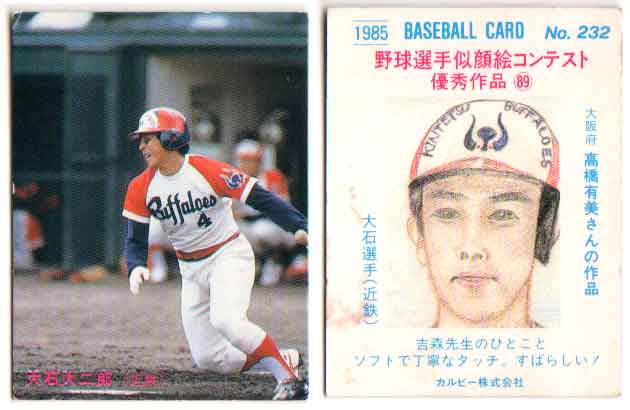 Buffaloes
4
大石大二郎（近鉄）
1985 BASEBALL CARD No. 232
野球選手似顔絵コンテスト
優秀作品 89
KINTETSU BUFFALOES
大阪府 高橋有美さんの作品
大石選手（近鉄）
吉森先生のひとこと
ソフトで丁寧なタッチ。すばらしい！
カルビー株式会社